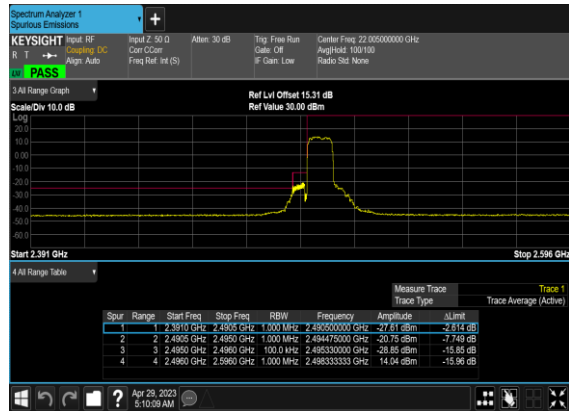 Spectrum Analyzer 1
Spurious Emissions
KEYSIGHT Input: RF Input Z: 50 Ω Atten: 30 dB Trig: Free Run Center Freq: 22.005000000 GHz
R T Coupling: DC Corr CCorr Gate: Off Avg|Hold: 100/100
Align: Auto Freq Ref: Int (S) IF Gain: Low Radio Std: None
PASS
3 All Range Graph
Ref Lvl Offset 15.31 dB
Scale/Div 10.0 dB Ref Value 30.00 dBm
Log
20.0
10.0
0.00
-10.0
-20.0
-30.0
-40.0
-50.0
-60.0
Start 2.391 GHz Stop 2.596 GHz
4 All Range Table
Measure Trace Trace 1
Trace Type Trace Average (Active)
Spur Range Start Freq Stop Freq RBW Frequency Amplitude ΔLimit
1 1 2.3910 GHz 2.4905 GHz 1.000 MHz 2.490500000 GHz -27.61 dBm -2.614 dB
2 2 2.4905 GHz 2.4950 GHz 1.000 MHz 2.494475000 GHz -20.75 dBm -7.749 dB
3 3 2.4950 GHz 2.4960 GHz 100.0 kHz 2.495330000 GHz -28.85 dBm -15.85 dB
4 4 2.4960 GHz 2.5960 GHz 1.000 MHz 2.498333333 GHz 14.04 dBm -15.96 dB
? Apr 29, 2023
5:10:09 AM